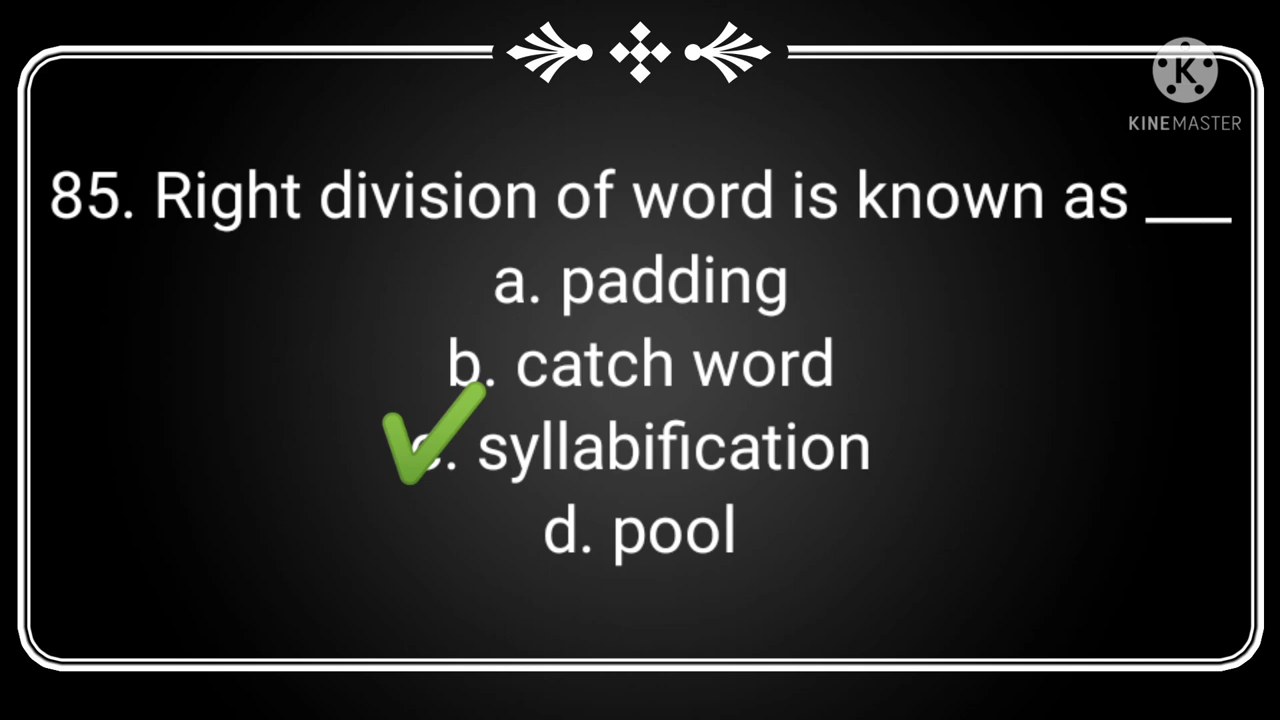 K
KINEMASTER
85. Right division of word is known as ___
a. padding
b. catch word
c. syllabification
d. pool